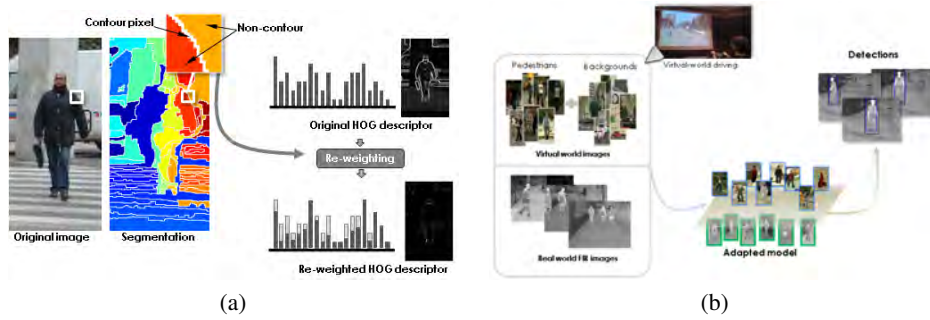 Contour pixel
Non-contour
Original image
Segmentation
Original HOG descriptor
Re-weighting
Re-weighted HOG descriptor
(a)
Virtual-world driving
Pedestrians
Backgrounds
Virtual world images
Real world FIR images
Detections
Adapted model
(b)